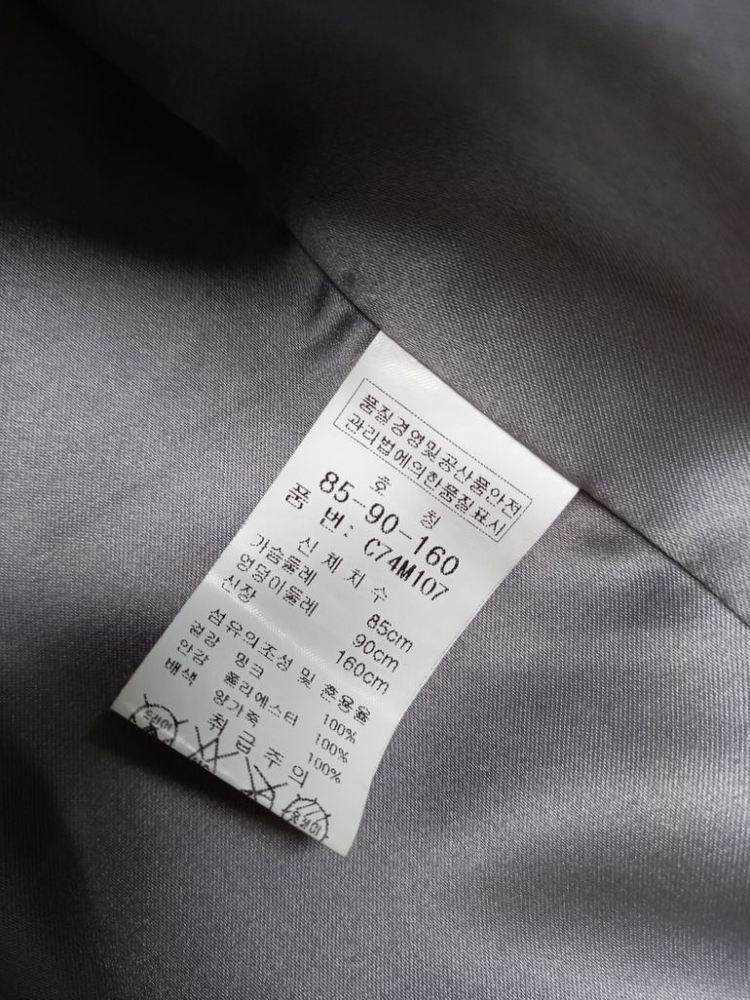 품질경영및공산품안전
관리법에의한품질표시
호 칭
85-90-160
품 번: C74M107
신 체 치 수
가슴둘레 85cm
엉덩이둘레 90cm
신장 160cm
섬유의조성 및 혼용율
겉감 밍크 100%
안감 폴리에스터 100%
배색 양가죽 100%
취 급 주 의
드라이